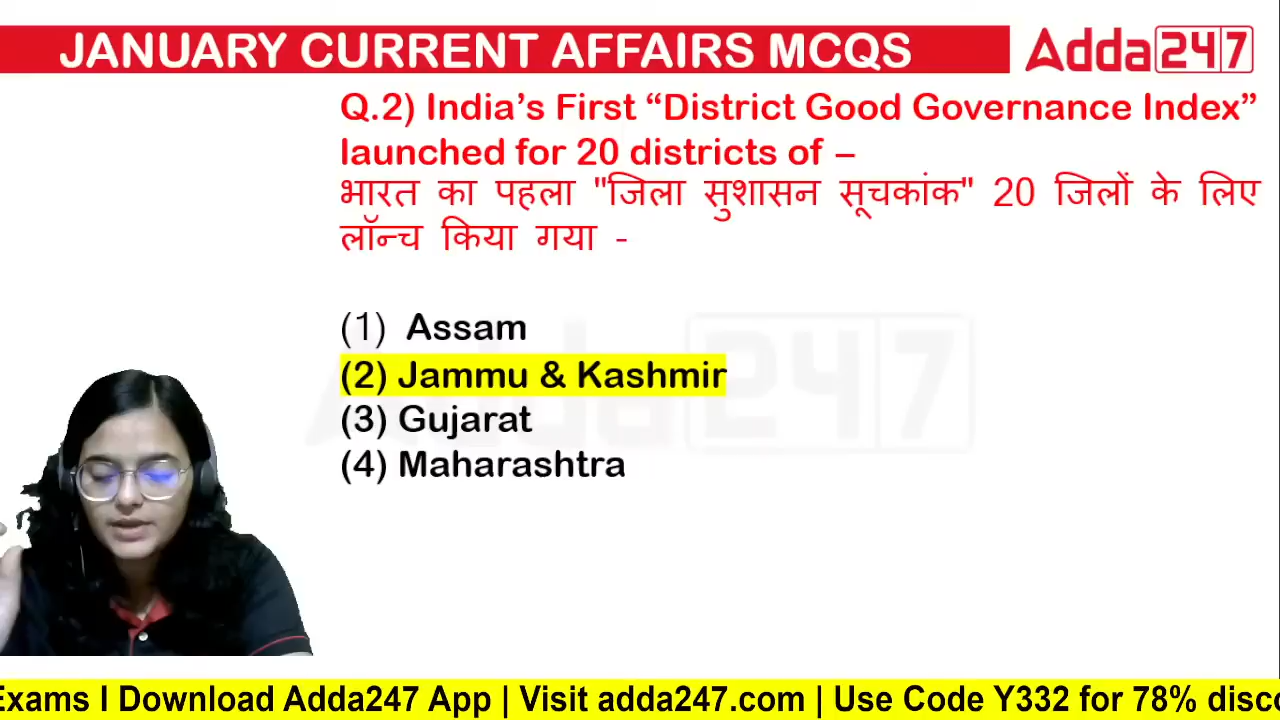 JANUARY CURRENT AFFAIRS MCQS
Adda247
Q.2) India’s First “District Good Governance Index”
launched for 20 districts of –
भारत का पहला "जिला सुशासन सूचकांक" 20 जिलों के लिए
लॉन्च किया गया -
(1) Assam
(2) Jammu & Kashmir
(3) Gujarat
(4) Maharashtra
Adda247
Exams I Download Adda247 App | Visit adda247.com | Use Code Y332 for 78% disco